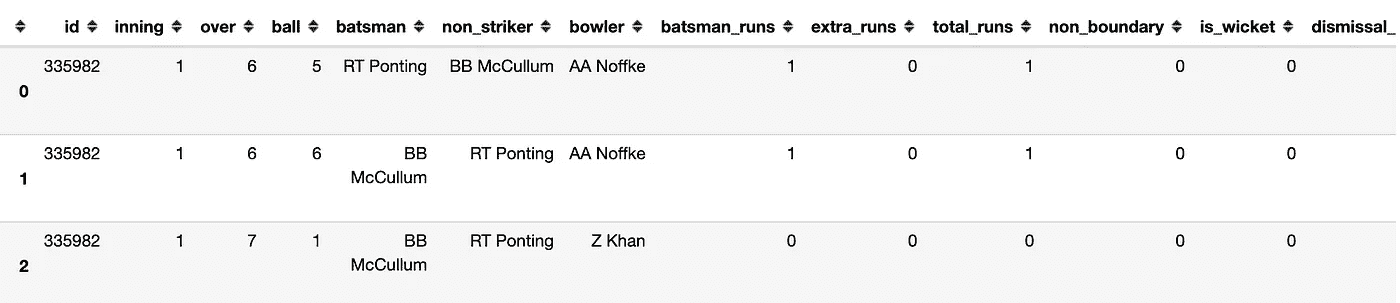 id inning over ball batsman non_striker bowler batsman_runs extra_runs total_runs non_boundary is_wicket dismissal_
0 335982 1 6 5 RT Ponting BB McCullum AA Noffke 1 0 1 0 0
1 335982 1 6 6 BB McCullum RT Ponting AA Noffke 1 0 1 0 0
2 335982 1 7 1 BB McCullum RT Ponting Z Khan 0 0 0 0 0